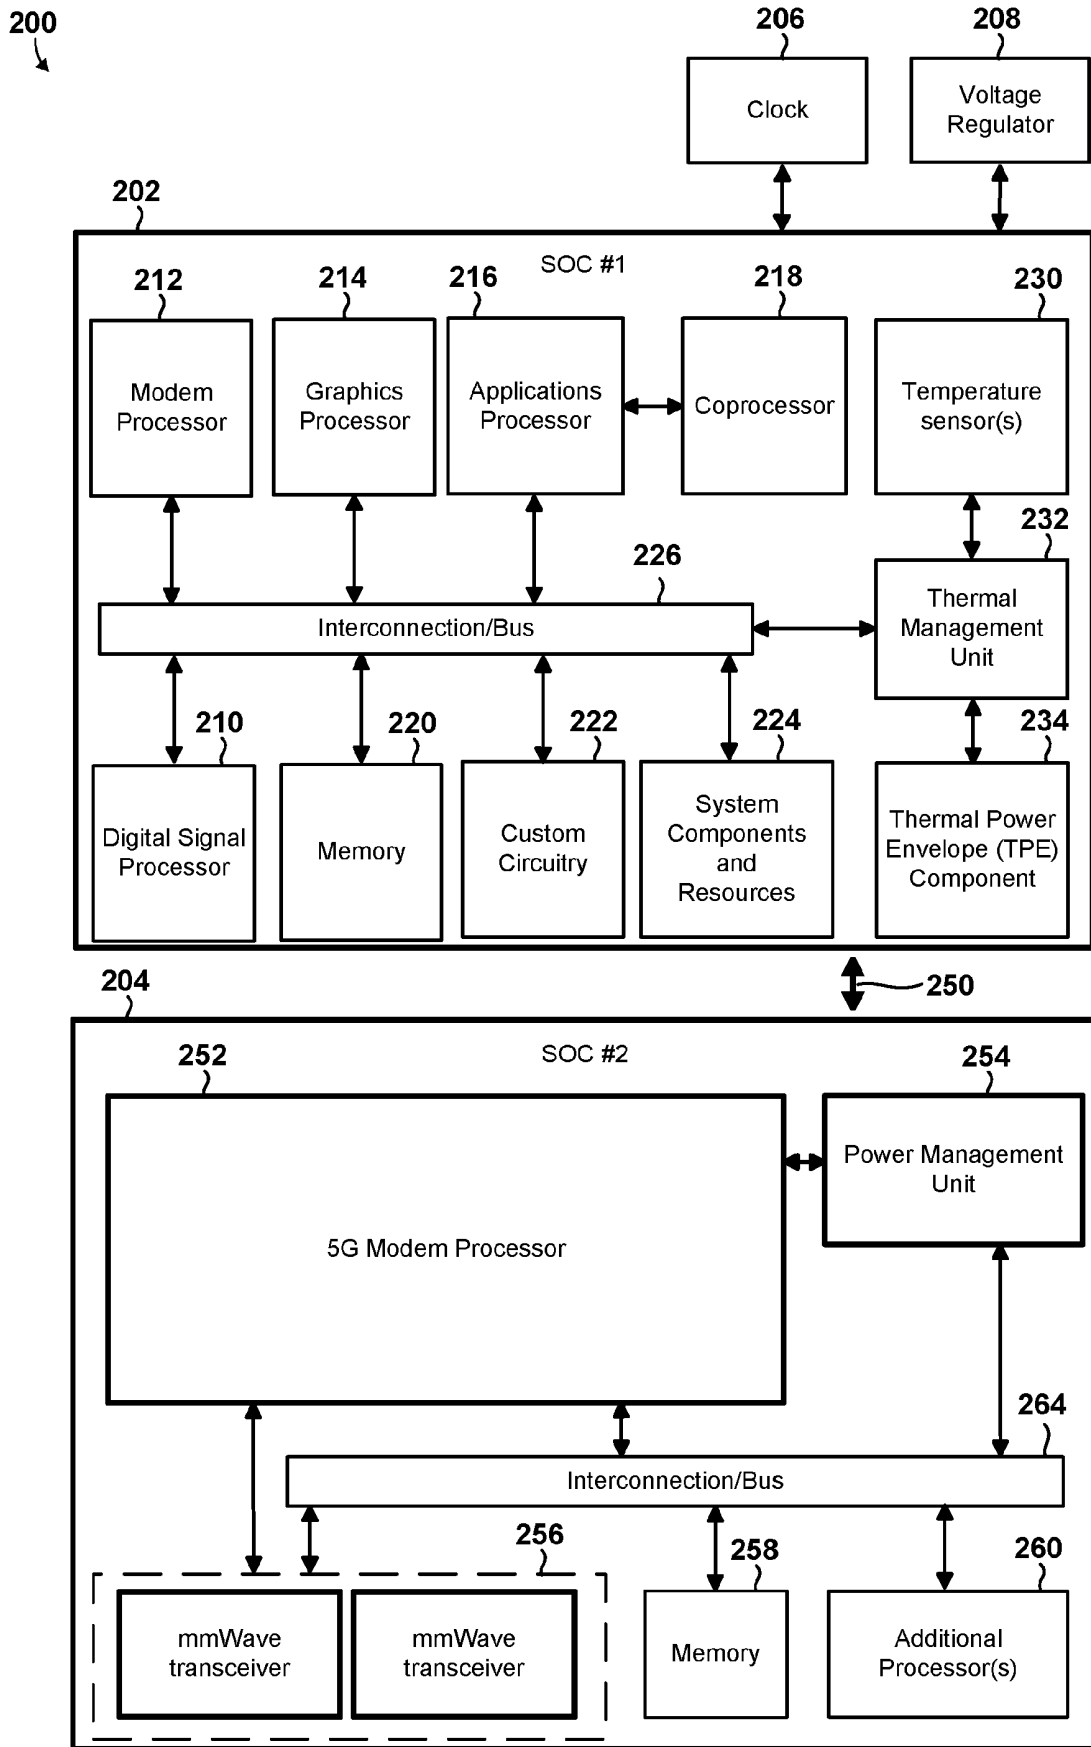 200
206
208
Clock
Voltage
Regulator
202
SOC #1
212
214
216
218
230
Modem
Processor
Graphics
Processor
Applications
Processor
Coprocessor
Temperature
sensor(s)
232
226
Interconnection/Bus
Thermal
Management
Unit
210
220
222
224
234
Digital Signal
Processor
Memory
Custom
Circuitry
System
Components
and
Resources
Thermal Power
Envelope (TPE)
Component
204
250
SOC #2
252
254
5G Modem Processor
Power Management
Unit
264
Interconnection/Bus
256
258
260
mmWave
transceiver
mmWave
transceiver
Memory
Additional
Processor(s)